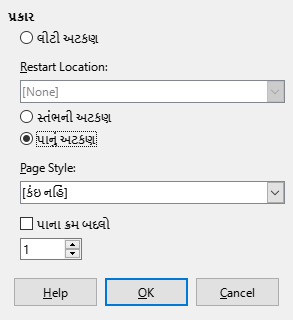 પ્રકાર
લીટી અટકણ
Restart Location:
[None]
સ્તંભની અટકણ
પાનું અટકણ
Page Style:
[કંઇ નહિં]
પાના ક્રમ બદલો
1
Help OK Cancel